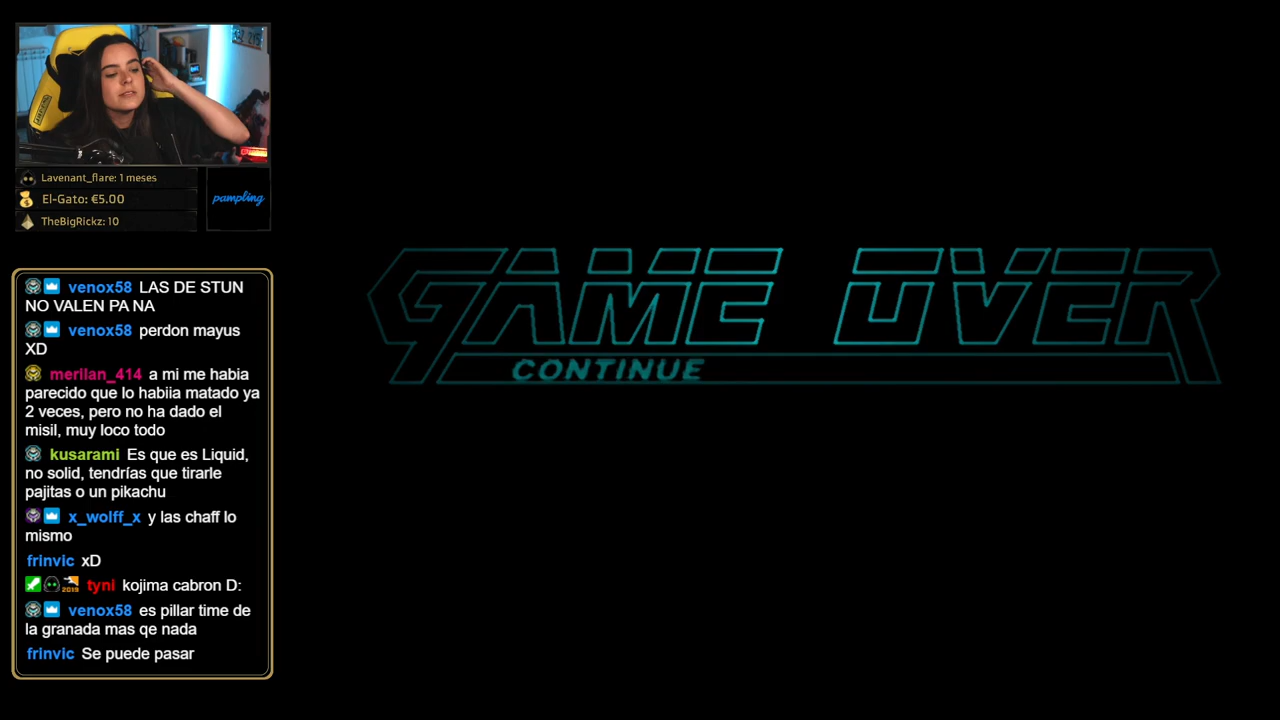 Lavenant_flare: 1 meses
El-Gato: €5.00
TheBigRickz: 10
pampling
venox58 LAS DE STUN
NO VALEN PA NA
venox58 perdon mayus
XD
merllan_414 a mi me habia
parecido que lo habiia matado ya
2 veces, pero no ha dado el
misil, muy loco todo
kusarami Es que es Liquid,
no solid, tendrías que tirarle
pajitas o un pikachu
x_wolff_x y las chaff lo
mismo
frinvic xD
2019 tyni kojima cabron D:
venox58 es pillar time de
la granada mas qe nada
frinvic Se puede pasar
GAME OVER
CONTINUE